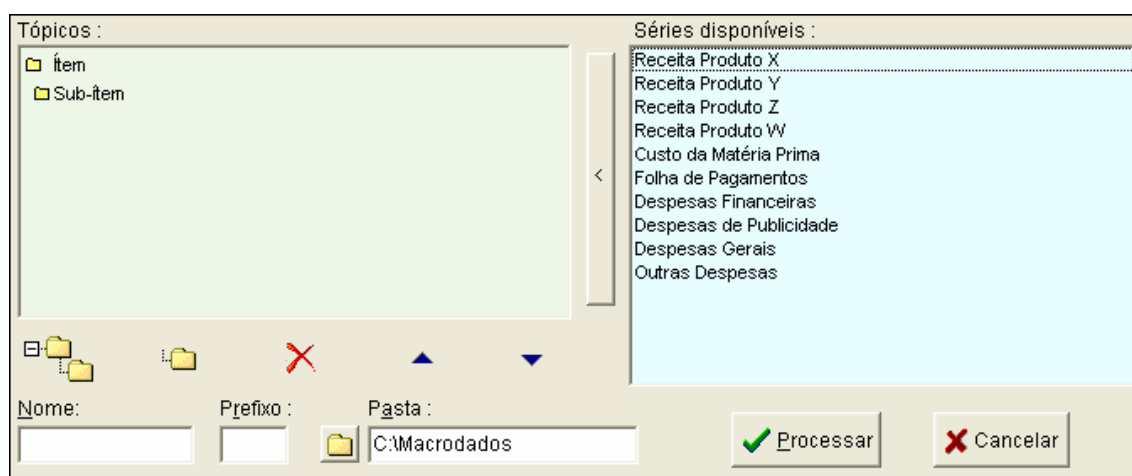 Tópicos :
Ítem
Sub-ítem
<
Séries disponíveis :
Receita Produto X
Receita Produto Y
Receita Produto Z
Receita Produto W
Custo da Matéria Prima
Folha de Pagamentos
Despesas Financeiras
Despesas de Publicidade
Despesas Gerais
Outras Despesas
Nome: Prefixo : Pasta :
C:\Macrodados
Processar Cancelar